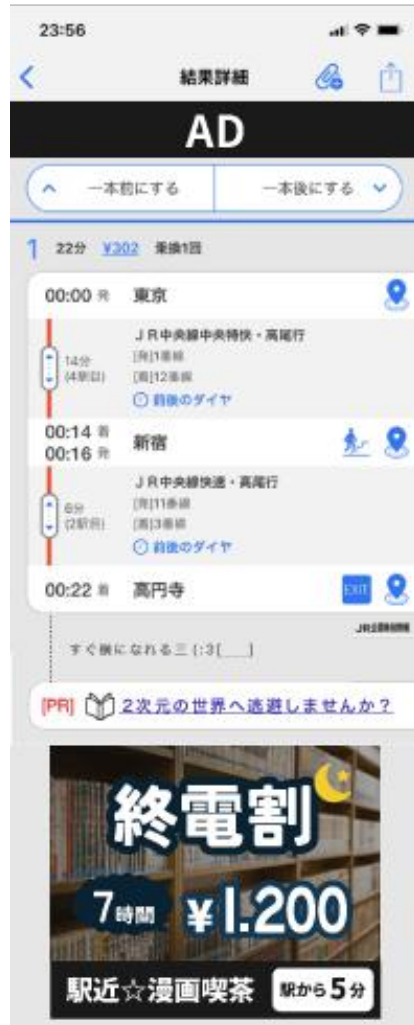 23:56
結果詳細
AD
一本前にする
一本後にする
1 22分 ¥302 乗換1回
00:00 発 東京
JR中央線中央特快・高尾行
14分 [発]1番線
(4駅目) [着]12番線
前後のダイヤ
00:14 着
00:16 発
新宿
JR中央線快速・高尾行
6分 [発]11番線
(2駅目) [着]3番線
前後のダイヤ
00:22 着 高円寺
EXIT
すぐ横になれる三(:3[___]
[PR] 2次元の世界へ逃避しませんか？
終電割
7時間 ¥1.200
駅近☆漫画喫茶 駅から5分